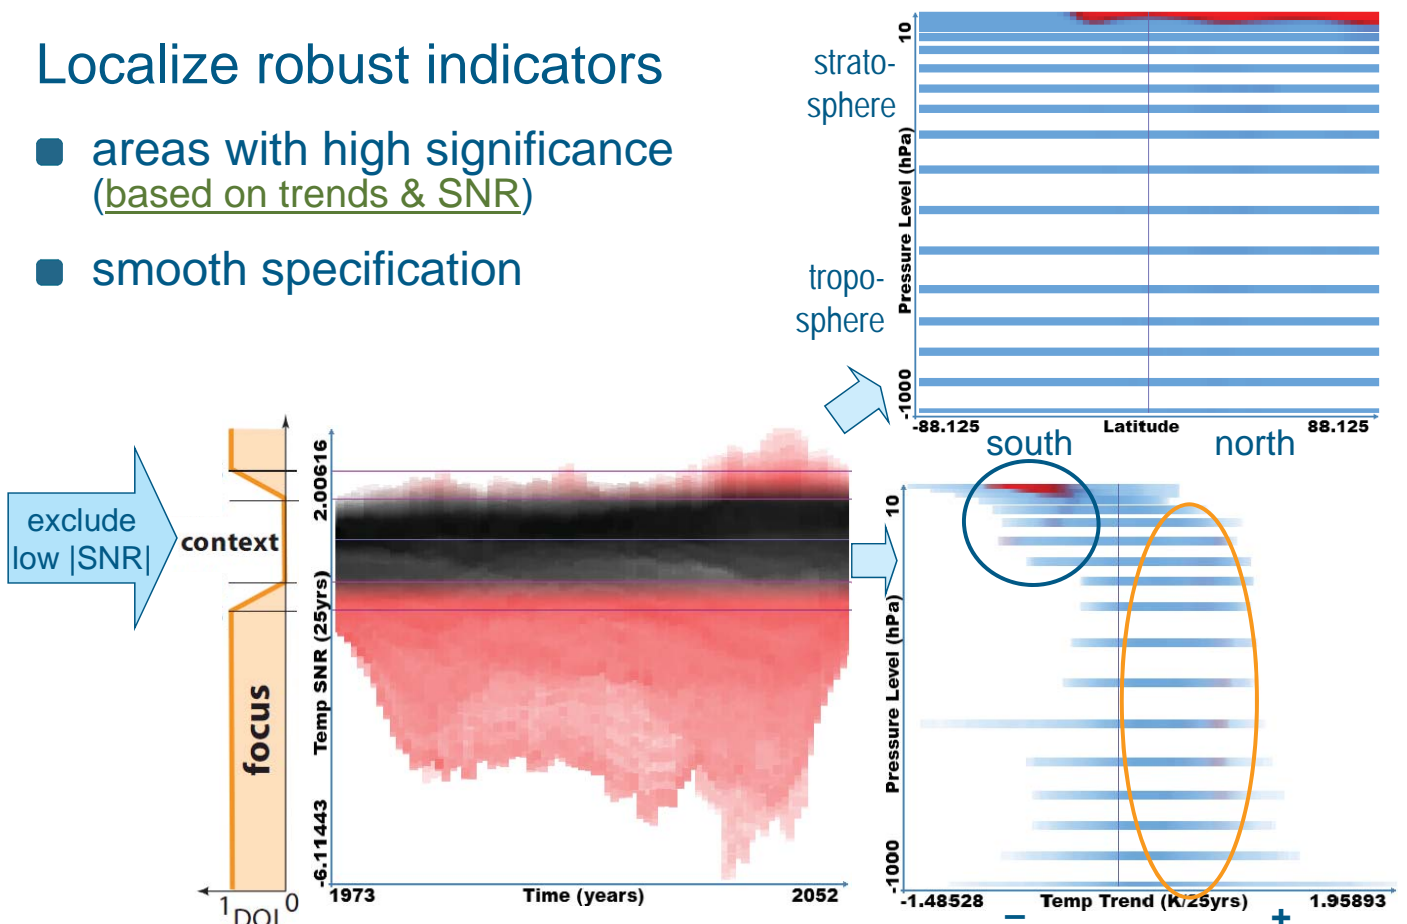 Localize robust indicators
areas with high significance
(based on trends & SNR)
smooth specification
strato-
sphere
tropo-
sphere
10
Pressure Level (hPa)
-1000
-88.125
Latitude
88.125
south
north
exclude
low |SNR|
context
focus
1
DOI
0
2.00616
Temp SNR (25yrs)
-6.11443
1973
Time (years)
2052
10
Pressure Level (hPa)
-1000
-1.48528
Temp Trend (K/25yrs)
1.95893
–
+